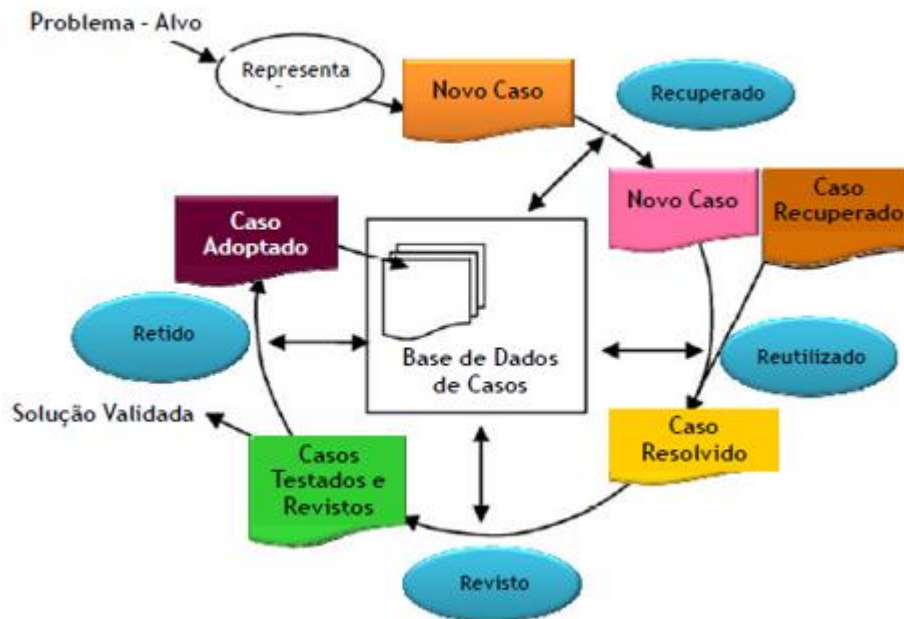 Problema - Alvo
Representa
Novo Caso
Recuperado
Novo Caso
Caso
Recuperado
Caso
Adoptado
Retido
Base de Dados
de Casos
Reutilizado
Solução Validada
Casos
Testados e
Revistos
Caso
Resolvido
Revisto